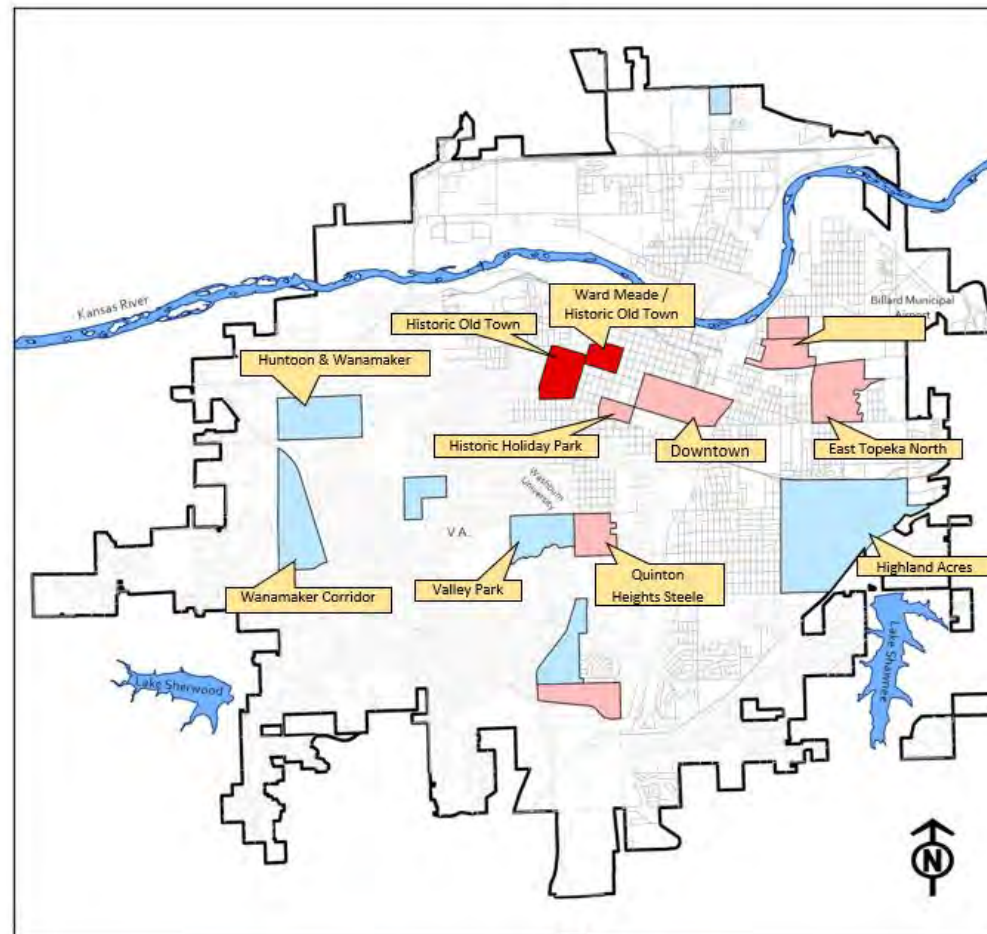 Kansas River
Billard Municipal
Airport
Ward Meade /
Historic Old Town
Historic Old Town
Huntoon & Wanamaker
Historic Holiday Park
Downtown
East Topeka North
Washburn
University
V A.
Highland Acres
Valley Park
Quinton
Heights Steele
Wanamaker Corridor
Lake Sherwood
Lake Shawnee
N